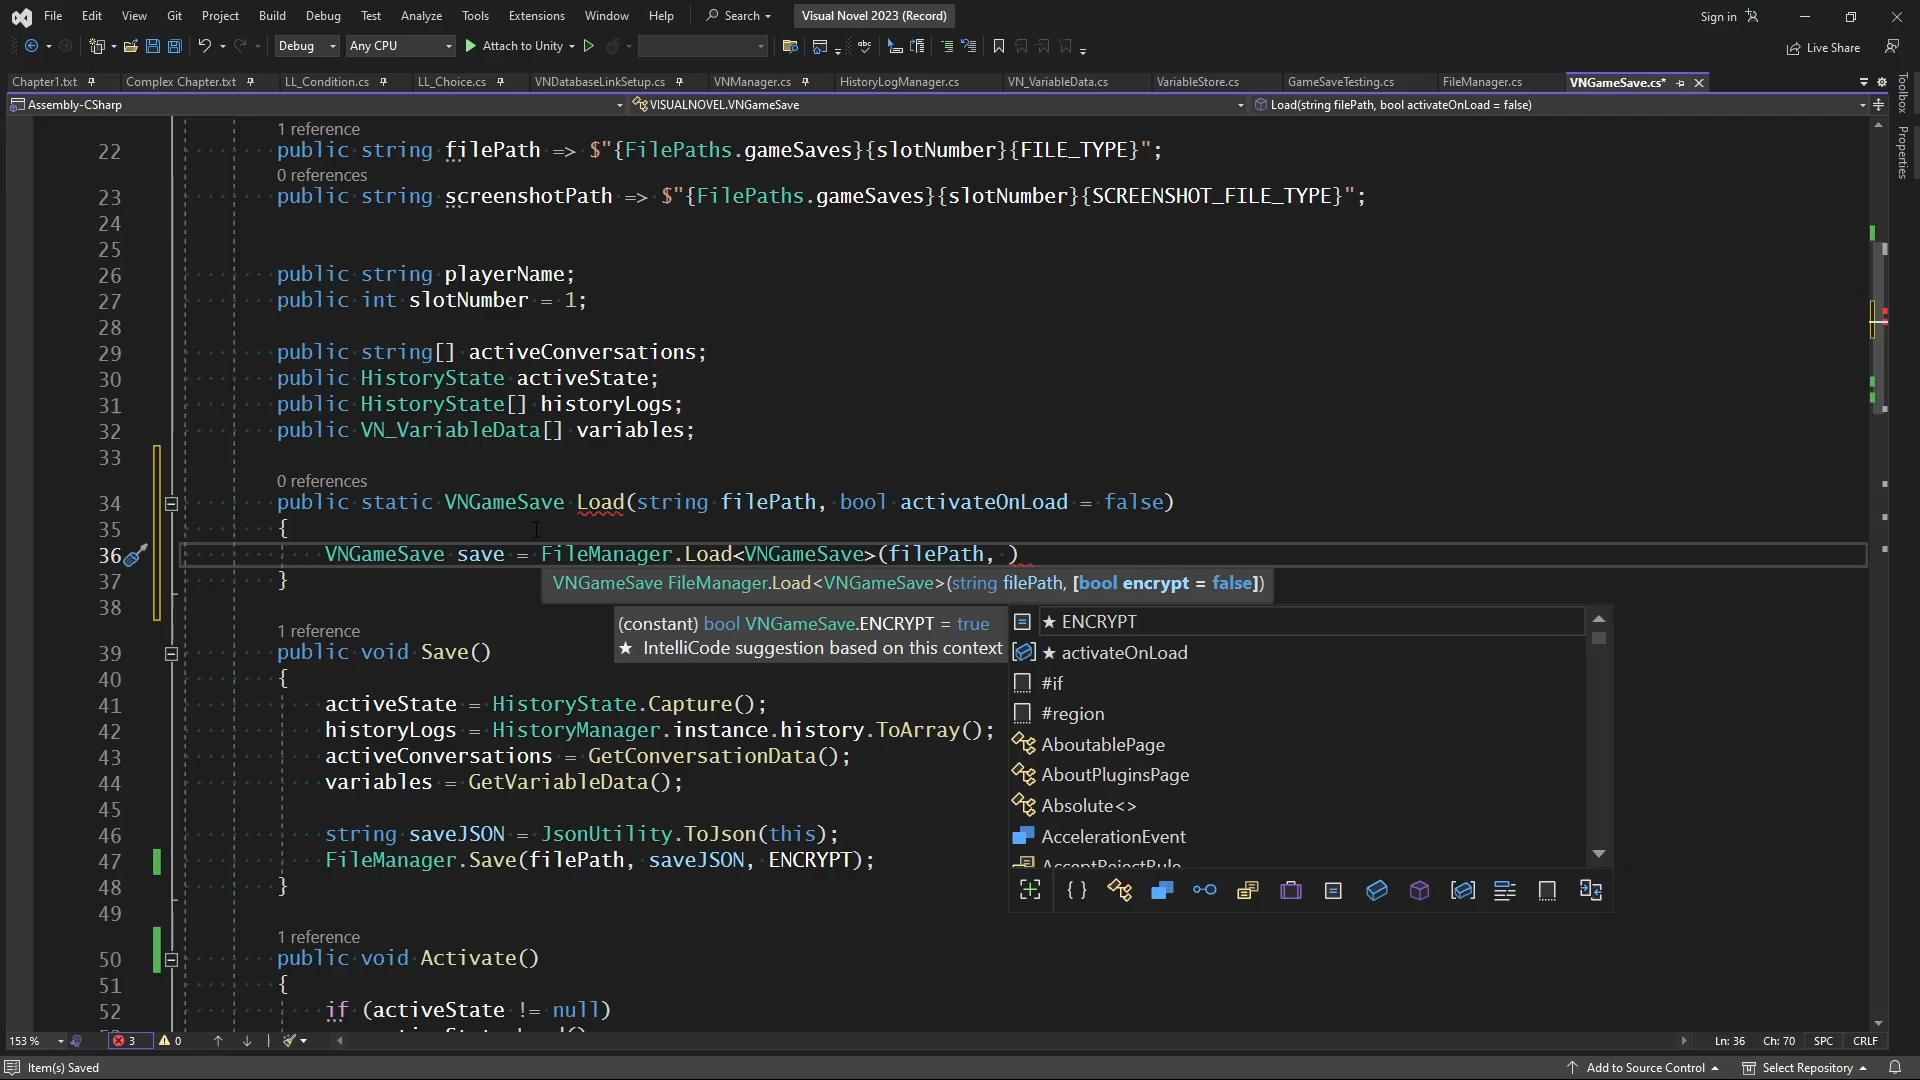 File Edit View Git Project Build Debug Test Analyze Tools Extensions Window Help Search Visual Novel 2023 (Record) Sign in
Debug Any CPU Attach to Unity Live Share
Chapter1.txt Complex Chapter.txt LL_Condition.cs LL_Choice.cs VNDatabaseLinkSetup.cs VNManager.cs HistoryLogManager.cs VN_VariableData.cs VariableStore.cs GameSaveTesting.cs FileManager.cs VNGameSave.cs*
Assembly-CSharp VISUALNOVEL.VNGameSave Load(string filePath, bool activateOnLoad = false)
Toolbox
Properties
1 reference
22 public string filePath => $"{FilePaths.gameSaves}{slotNumber}{FILE_TYPE}";
0 references
23 public string screenshotPath => $"{FilePaths.gameSaves}{slotNumber}{SCREENSHOT_FILE_TYPE}";
24
25
26 public string playerName;
27 public int slotNumber = 1;
28
29 public string[] activeConversations;
30 public HistoryState activeState;
31 public HistoryState[] historyLogs;
32 public VN_VariableData[] variables;
33
0 references
34 public static VNGameSave Load(string filePath, bool activateOnLoad = false)
35 {
36 VNGameSave save = FileManager.Load<VNGameSave>(filePath, )
37 }
VNGameSave FileManager.Load<VNGameSave>(string filePath, [bool encrypt = false])
38
(constant) bool VNGameSave.ENCRYPT = true
★ IntelliCode suggestion based on this context
★ ENCRYPT
★ activateOnLoad
#if
#region
AboutablePage
AboutPluginsPage
Absolute<>
AccelerationEvent
AcceptRejectRule
1 reference
39 public void Save()
40 {
41 activeState = HistoryState.Capture();
42 historyLogs = HistoryManager.instance.history.ToArray();
43 activeConversations = GetConversationData();
44 variables = GetVariableData();
45
46 string saveJSON = JsonUtility.ToJson(this);
47 FileManager.Save(filePath, saveJSON, ENCRYPT);
48 }
49
1 reference
50 public void Activate()
51 {
52 if (activeState != null)
153 % 3 0 Ln: 36 Ch: 70 SPC CRLF
Item(s) Saved Add to Source Control Select Repository